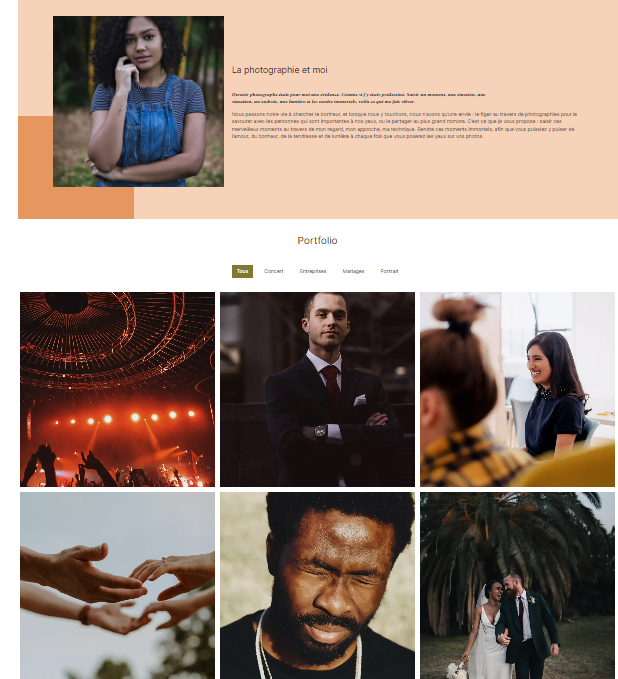 La photographie et moi
Devenir photographe était pour moi une évidence. Comme si j'y étais prédestiné. Saisir un moment, une émotion, une
situation, un endroit, une lumière et les rendre immortels, voilà ce qui me fait vibrer.
Nous passons notre vie à chercher le bonheur, et lorsque nous y touchons, nous n'avons qu'une envie : le figer au travers de photographies pour le
savourer avec les personnes qui sont importantes à nos yeux, ou le partager au plus grand nombre. C'est ce que je vous propose : saisir ces
merveilleux moments au travers de mon regard, mon approche, ma technique. Rendre ces moments immortels, afin que vous puissiez y puiser de
l'amour, du bonheur, de la tendresse et de lumière à chaque fois que vous poserez les yeux sur vos photos.
Portfolio
Tous Concert Entreprises Mariages Portrait